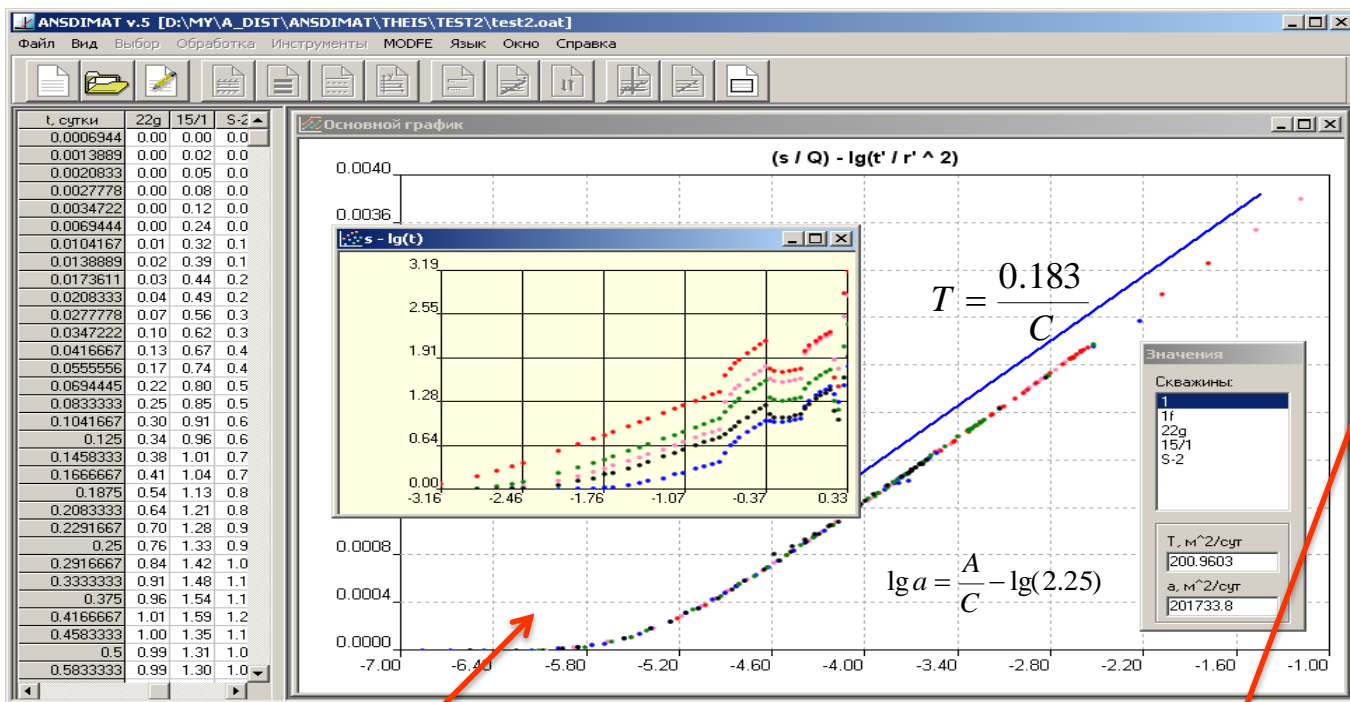 ANSDIMAT v.5 [D:\MY\A_DIST\ANSDIMAT\THEIS\TEST2\test2.oat]
Файл Вид Выбор Обработка Инструменты MODFE Язык Окно Справка
t, сутки 22g 15/1 S-2
0.0006944 0.00 0.00 0.0
0.0013889 0.00 0.02 0.0
0.0020833 0.00 0.05 0.0
0.0027778 0.00 0.08 0.0
0.0034722 0.00 0.12 0.0
0.0069444 0.00 0.24 0.0
0.0104167 0.01 0.32 0.1
0.0138889 0.02 0.39 0.1
0.0173611 0.03 0.44 0.2
0.0208333 0.04 0.49 0.2
0.0277778 0.07 0.56 0.3
0.0347222 0.10 0.62 0.3
0.0416667 0.13 0.67 0.4
0.0555556 0.17 0.74 0.4
0.0694445 0.22 0.80 0.5
0.0833333 0.25 0.85 0.5
0.1041667 0.30 0.91 0.6
0.125 0.34 0.96 0.6
0.1458333 0.38 1.01 0.7
0.1666667 0.41 1.04 0.7
0.1875 0.54 1.13 0.8
0.2083333 0.64 1.21 0.8
0.2291667 0.70 1.28 0.9
0.25 0.76 1.33 0.9
0.2916667 0.84 1.42 1.0
0.3333333 0.91 1.48 1.1
0.375 0.96 1.54 1.1
0.4166667 1.01 1.59 1.2
0.4583333 1.00 1.35 1.1
0.5 0.99 1.31 1.0
0.5833333 0.99 1.30 1.0
Основной график
(s / Q) - lg(t' / r' ^ 2)
0.0040
0.0036
0.0008
0.0004
0.0000
-7.00 -6.40 -5.80 -5.20 -4.60 -4.00 -3.40 -2.80 -2.20 -1.60 -1.00
s - lg(t)
3.19
2.55
1.91
1.28
0.64
0.00
-3.16 -2.46 -1.76 -1.07 -0.37 0.33
T = 0.183 / C
lg a = A / C − lg(2.25)
Значения
Скважины:
1
1f
22g
15/1
S-2
T, м^2/сут
200.9603
a, м^2/сут
201733.8